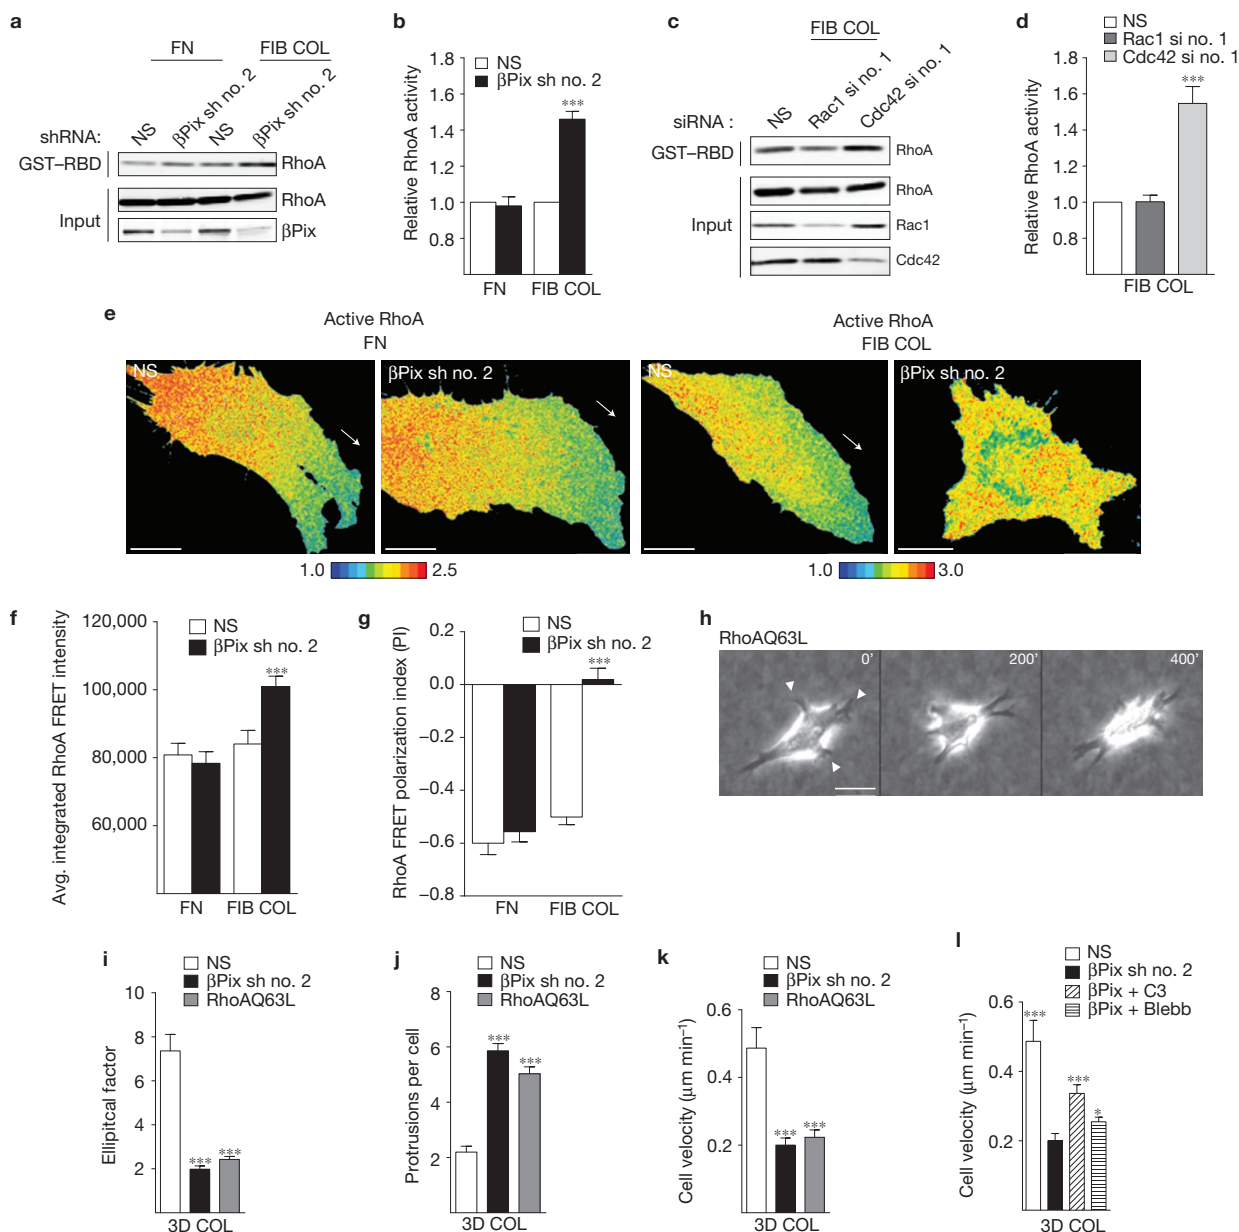 a
FN
FIB COL
shRNA:
NS
βPix sh no. 2
NS
βPix sh no. 2
GST–RBD
RhoA
Input
RhoA
βPix
b
NS
βPix sh no. 2
Relative RhoA activity
1.8
1.6
1.4
1.2
1.0
0.8
***
FN
FIB COL
c
FIB COL
siRNA :
NS
Rac1 si no. 1
Cdc42 si no. 1
GST–RBD
RhoA
Input
RhoA
Rac1
Cdc42
d
NS
Rac1 si no. 1
Cdc42 si no. 1
Relative RhoA activity
1.8
1.6
1.4
1.2
1.0
0.8
***
FIB COL
e
Active RhoA
FN
Active RhoA
FIB COL
NS
βPix sh no. 2
NS
βPix sh no. 2
1.0
2.5
1.0
3.0
f
NS
βPix sh no. 2
Avg. integrated RhoA FRET intensity
120,000
100,000
80,000
60,000
***
FN
FIB COL
g
NS
βPix sh no. 2
RhoA FRET polarization index (PI)
0.2
0.0
−0.2
−0.4
−0.6
−0.8
***
FN
FIB COL
h
RhoAQ63L
0'
200'
400'
i
NS
βPix sh no. 2
RhoAQ63L
Ellipitcal factor
10
8
6
4
2
***
***
3D COL
j
NS
βPix sh no. 2
RhoAQ63L
Protrusions per cell
8
6
4
2
***
***
3D COL
k
NS
βPix sh no. 2
RhoAQ63L
Cell velocity (μm min⁻¹)
0.6
0.4
0.2
***
***
3D COL
l
NS
βPix sh no. 2
βPix + C3
βPix + Blebb
Cell velocity (μm min⁻¹)
0.6
0.4
0.2
***
***
*
3D COL